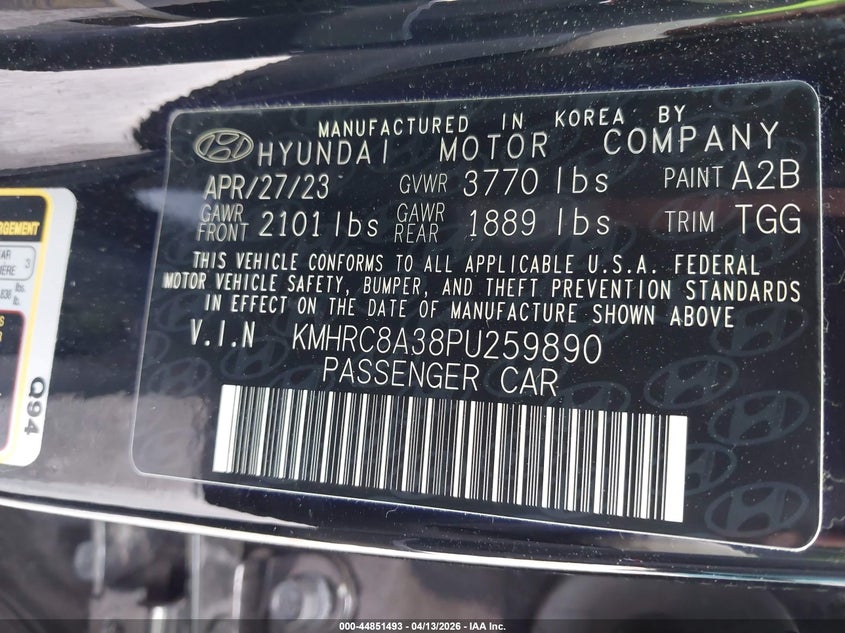 MANUFACTURED IN KOREA BY
HYUNDAI MOTOR COMPANY
APR/27/23 GVWR 3770 lbs PAINT A2B
GAWR FRONT 2101 lbs GAWR REAR 1889 lbs TRIM TGG
THIS VEHICLE CONFORMS TO ALL APPLICABLE U.S.A. FEDERAL
MOTOR VEHICLE SAFETY, BUMPER, AND THEFT PREVENTION STANDARDS
IN EFFECT ON THE DATE OF MANUFACTURE SHOWN ABOVE
V.I.N KMHRC8A38PU259890
PASSENGER CAR
3
lbs.
Q94
000-44851493 - 04/13/2026 - IAA Inc.